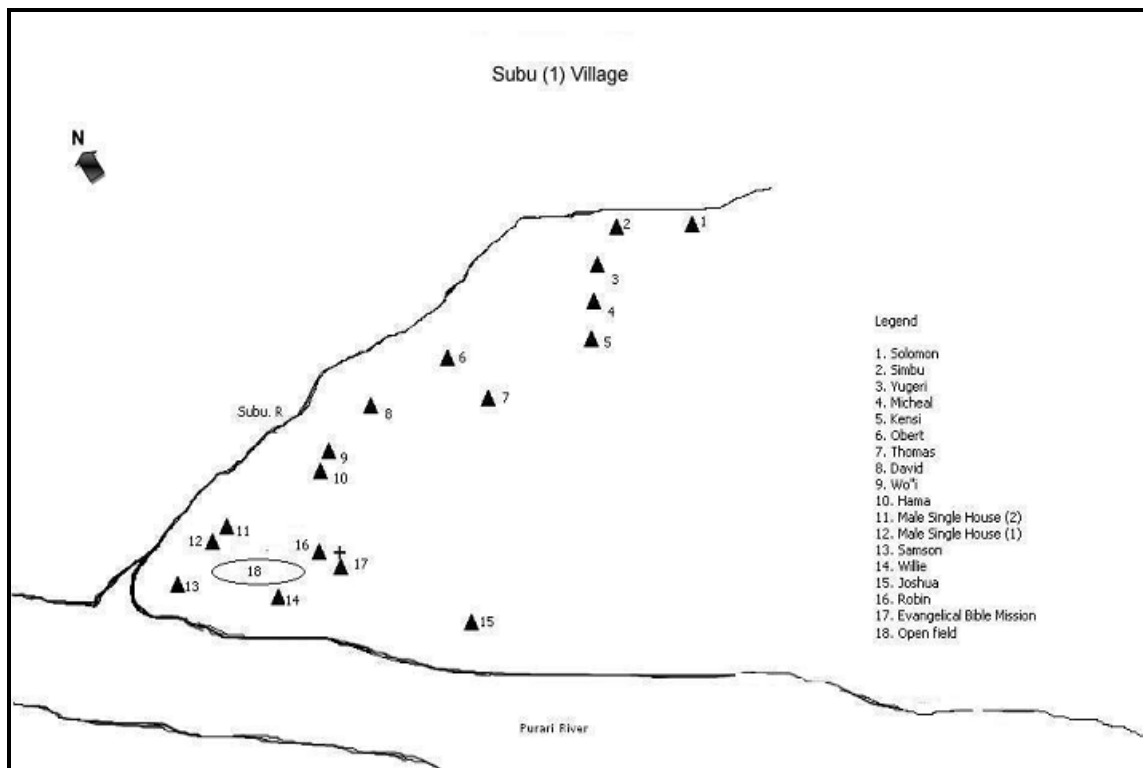 Subu (1) Village
N
2
1
3
4
5
6
7
8
Subu. R
9
10
11
12
16
17
18
13
14
15
Legend
1. Solomon
2. Simbu
3. Yugeri
4. Micheal
5. Kensi
6. Obert
7. Thomas
8. David
9. Wo"i
10. Hama
11. Male Single House (2)
12. Male Single House (1)
13. Samson
14. Willie
15. Joshua
16. Robin
17. Evangelical Bible Mission
18. Open field
Purari River